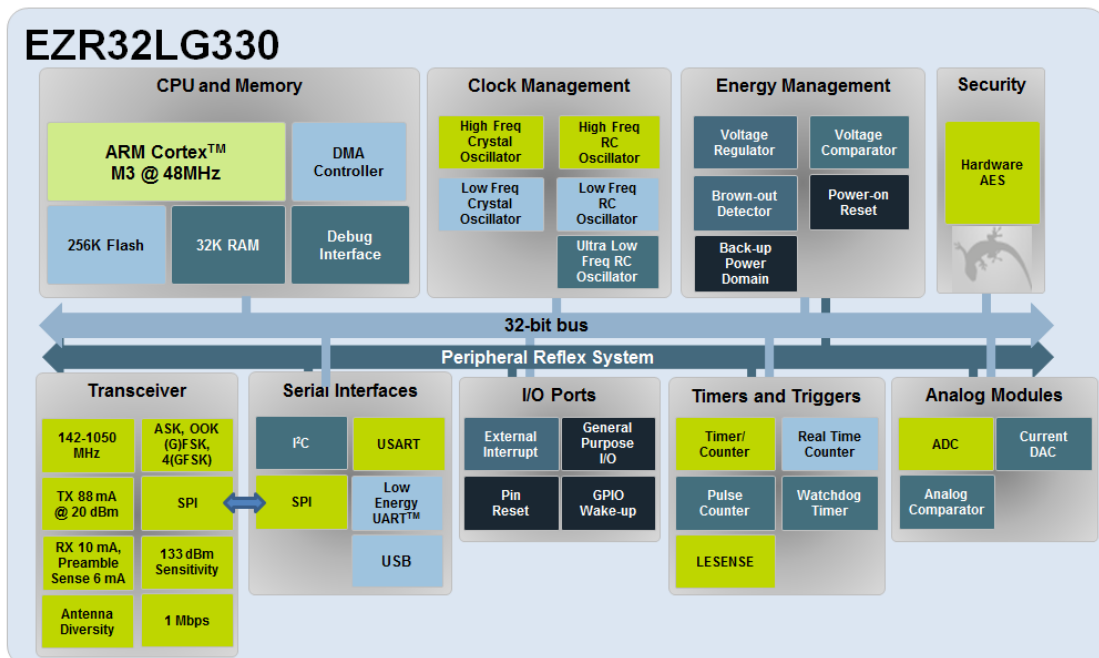 EZR32LG330
CPU and Memory
ARM Cortex™
M3 @ 48MHz
DMA
Controller
256K Flash
32K RAM
Debug
Interface
Clock Management
High Freq
Crystal
Oscillator
High Freq
RC
Oscillator
Low Freq
Crystal
Oscillator
Low Freq
RC
Oscillator
Ultra Low
Freq RC
Oscillator
Energy Management
Voltage
Regulator
Voltage
Comparator
Brown-out
Detector
Power-on
Reset
Back-up
Power
Domain
Security
Hardware
AES
32-bit bus
Peripheral Reflex System
Transceiver
142-1050
MHz
ASK, OOK
(G)FSK,
4(GFSK)
TX 88 mA
@ 20 dBm
SPI
RX 10 mA,
Preamble
Sense 6 mA
133 dBm
Sensitivity
Antenna
Diversity
1 Mbps
Serial Interfaces
I²C
USART
SPI
Low
Energy
UART™
USB
I/O Ports
External
Interrupt
General
Purpose
I/O
Pin
Reset
GPIO
Wake-up
Timers and Triggers
Timer/
Counter
Real Time
Counter
Pulse
Counter
Watchdog
Timer
LESENSE
Analog Modules
ADC
Current
DAC
Analog
Comparator